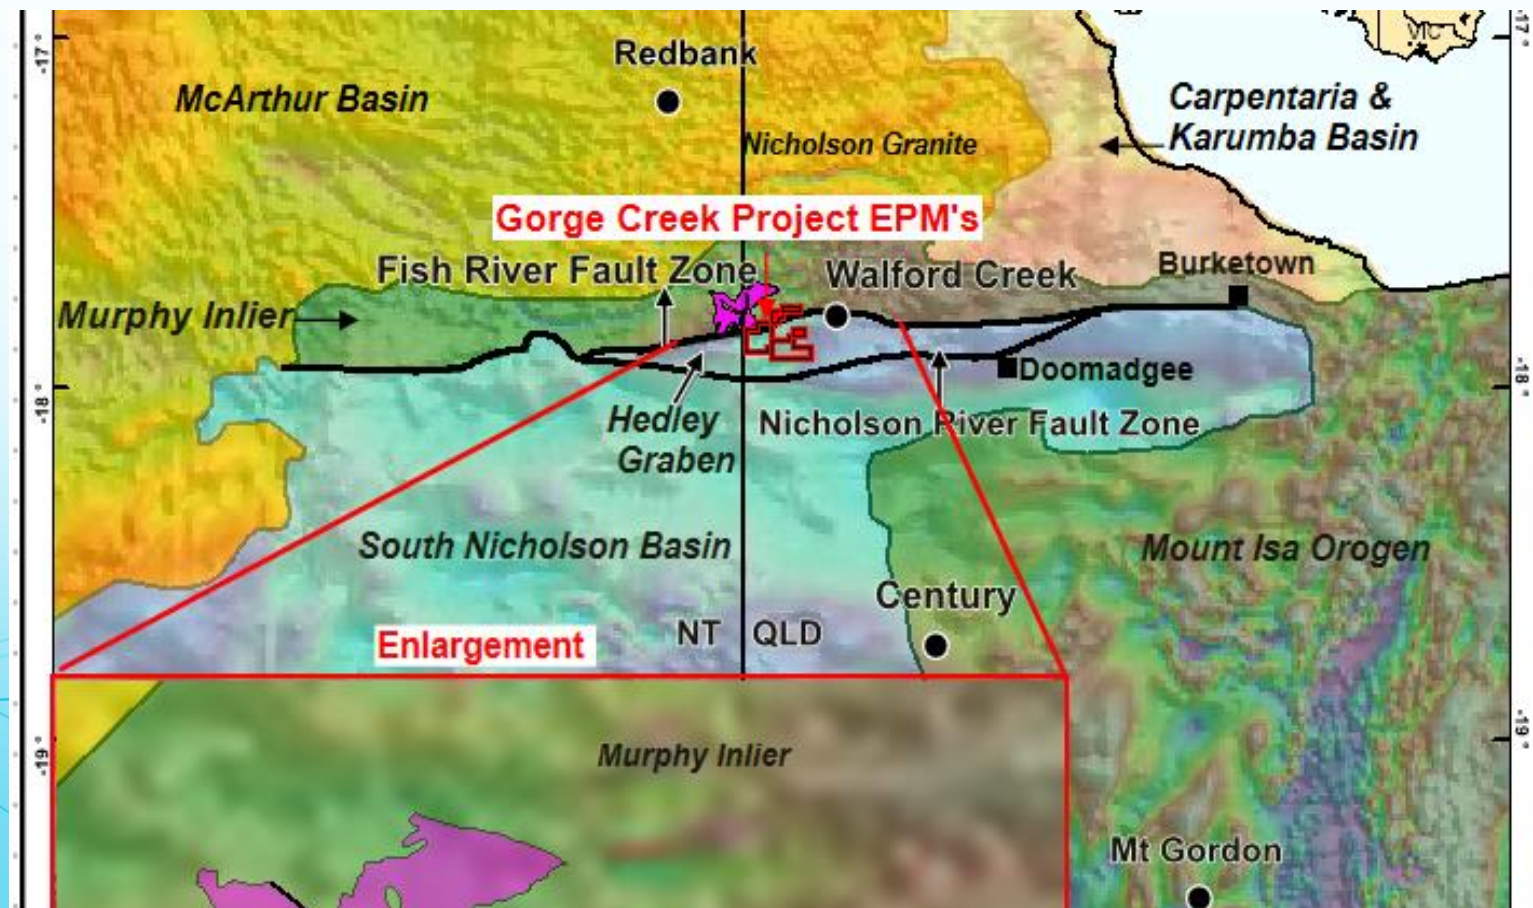 -17°
VIC
-17°
Redbank
McArthur Basin
Carpentaria &
Karumba Basin
Nicholson Granite
Gorge Creek Project EPM's
Fish River Fault Zone
Walford Creek
Burketown
Murphy Inlier
-18°
Doomadgee
-18°
Hedley
Graben
Nicholson River Fault Zone
South Nicholson Basin
Mount Isa Orogen
Century
NT
QLD
Enlargement
-19°
Murphy Inlier
-19°
Mt Gordon